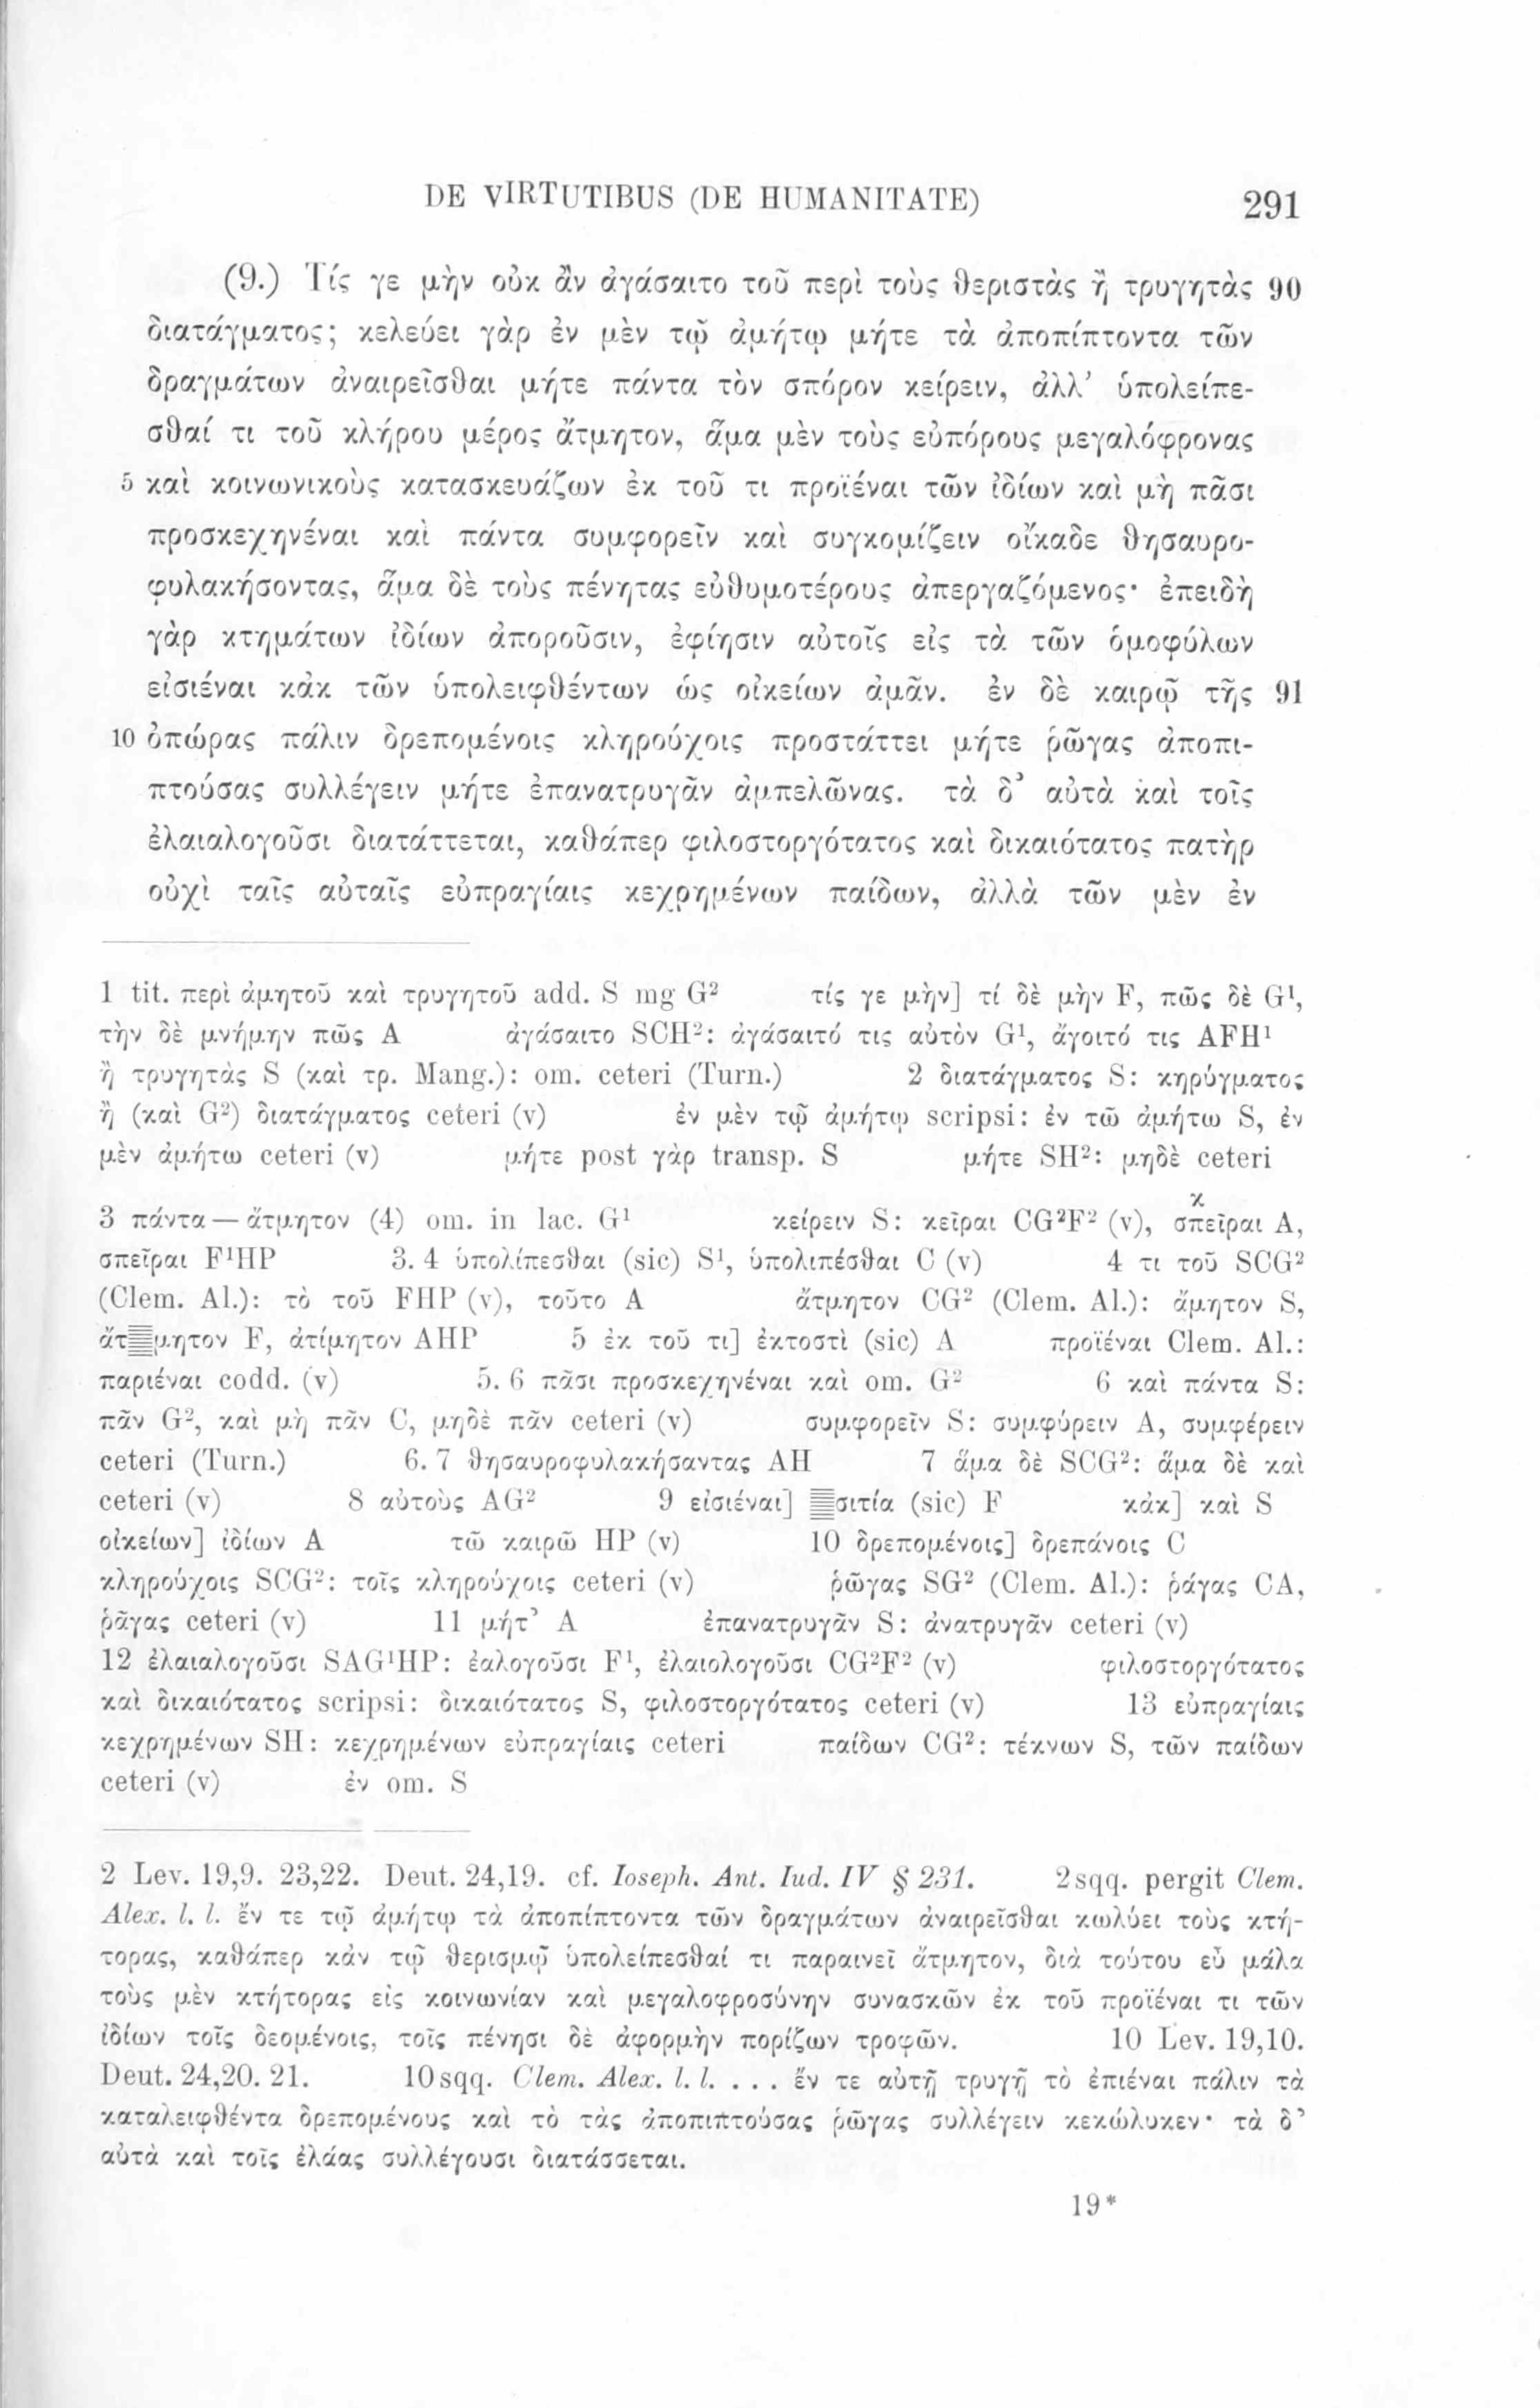 DE VIRTUTIBUS (DE HUMANITATE) 291
(9.) Τίς γε μὴν οὐκ ἂν ἀγάσαιτο τοῦ περὶ τοὺς θεριστὰς ἢ τρυγητὰς 90
διατάγματος; κελεύει γὰρ ἐν μὲν τῷ ἀμήτῳ μήτε τὰ ἀποπίπτοντα τῶν
δραγμάτων ἀναιρεῖσθαι μήτε πάντα τὸν σπόρον κείρειν, ἀλλ’ ὑπολείπε-
σθαί τι τοῦ κλήρου μέρος ἄτμητον, ἅμα μὲν τοὺς εὐπόρους μεγαλόφρονας
5 καὶ κοινωνικοὺς κατασκευάζων ἐκ τοῦ τι προϊέναι τῶν ἰδίων καὶ μὴ πᾶσι
προσκεχηνέναι καὶ πάντα συμφορεῖν καὶ συγκομίζειν οἴκαδε θησαυρο-
φυλακήσοντας, ἅμα δὲ τοὺς πένητας εὐθυμοτέρους ἀπεργαζόμενος· ἐπειδὴ
γὰρ κτημάτων ἰδίων ἀποροῦσιν, ἐφίησιν αὐτοῖς εἰς τὰ τῶν ὁμοφύλων
εἰσιέναι κἀκ τῶν ὑπολειφθέντων ὡς οἰκείων ἀμᾶν. ἐν δὲ καιρῷ τῆς 91
10 ὀπώρας πάλιν δρεπομένοις κληρούχοις προστάττει μήτε ῥῶγας ἀποπι-
πτούσας συλλέγειν μήτε ἐπανατρυγᾶν ἀμπελῶνας. τὰ δ’ αὐτὰ καὶ τοῖς
ἐλαιαλογοῦσι διατάττεται, καθάπερ φιλοστοργότατος καὶ δικαιότατος πατὴρ
οὐχὶ ταῖς αὐταῖς εὐπραγίαις κεχρημένων παίδων, ἀλλὰ τῶν μὲν ἐν
1 tit. περὶ ἀμητοῦ καὶ τρυγητοῦ add. S mg G² τίς γε μὴν] τί δὲ μὴν F, πῶς δὲ G¹,
τὴν δὲ μνήμην πῶς A ἀγάσαιτο SCH²: ἀγάσαιτό τις αὐτὸν G¹, ἄγοιτό τις AFH¹
ἢ τρυγητὰς S (καὶ τρ. Mang.): om. ceteri (Turn.) 2 διατάγματος S: κηρύγματος
ἢ (καὶ G²) διατάγματος ceteri (v) ἐν μὲν τῷ ἀμήτῳ scripsi: ἐν τῶ ἀμήτω S, ἐν
μὲν ἀμήτω ceteri (v) μήτε post γὰρ transp. S μήτε SH²: μηδὲ ceteri
3 πάντα — ἄτμητον (4) om. in lac. G¹ κείρειν S: κεῖραι CG²F² (v), σπεῖραι A,
σπεῖραι F¹HP 3. 4 ὑπολίπεσθαι (sic) S¹, ὑπολιπέσθαι C (v) 4 τι τοῦ SCG²
(Clem. Al.): τὸ τοῦ FHP (v), τοῦτο A ἄτμητον CG² (Clem. Al.): ἄμητον S,
ἄτμητον F, ἀτίμητον AHP 5 ἐκ τοῦ τι] ἐκτοστὶ (sic) A προϊέναι Clem. Al.:
παριέναι codd. (v) 5. 6 πᾶσι προσκεχηνέναι καὶ om. G² 6 καὶ πάντα S:
πᾶν G², καὶ μὴ πᾶν C, μηδὲ πᾶν ceteri (v) συμφορεῖν S: συμφύρειν A, συμφέρειν
ceteri (Turn.) 6. 7 θησαυροφυλακήσαντας AH 7 ἅμα δὲ SCG²: ἅμα δὲ καὶ
ceteri (v) 8 αὐτοὺς AG² 9 εἰσιέναι] σιτία (sic) F κἀκ] καὶ S
οἰκείων] ἰδίων A τῶ καιρῶ HP (v) 10 δρεπομένοις] δρεπάνοις C
κληρούχοις SCG²: τοῖς κληρούχοις ceteri (v) ῥῶγας SG² (Clem. Al.): ῥάγας CA,
ῥᾶγας ceteri (v) 11 μήτ’ A ἐπανατρυγᾶν S: ἀνατρυγᾶν ceteri (v)
12 ἐλαιαλογοῦσι SAG¹HP: ἐαλογοῦσι F¹, ἐλαιολογοῦσι CG²F² (v) φιλοστοργότατος
καὶ δικαιότατος scripsi: δικαιότατος S, φιλοστοργότατος ceteri (v) 13 εὐπραγίαις
κεχρημένων SH: κεχρημένων εὐπραγίαις ceteri παίδων CG²: τέκνων S, τῶν παίδων
ceteri (v) ἐν om. S
2 Lev. 19,9. 23,22. Deut. 24,19. cf. Ioseph. Ant. Iud. IV § 231. 2 sqq. pergit Clem.
Alex. l. l. ἔν τε τῷ ἀμήτῳ τὰ ἀποπίπτοντα τῶν δραγμάτων ἀναιρεῖσθαι κωλύει τοὺς κτή-
τορας, καθάπερ κἀν τῷ θερισμῷ ὑπολείπεσθαί τι παραινεῖ ἄτμητον, διὰ τούτου εὖ μάλα
τοὺς μὲν κτήτορας εἰς κοινωνίαν καὶ μεγαλοφροσύνην συνασκῶν ἐκ τοῦ προϊέναι τι τῶν
ἰδίων τοῖς δεομένοις, τοῖς πένησι δὲ ἀφορμὴν πορίζων τροφῶν. 10 Lev. 19,10.
Deut. 24,20. 21. 10 sqq. Clem. Alex. l. l. . . . ἔν τε αὐτῇ τρυγῇ τὸ ἐπιέναι πάλιν τὰ
καταλειφθέντα δρεπομένους καὶ τὸ τὰς ἀποπιπτούσας ῥῶγας συλλέγειν κεκώλυκεν· τὰ δ’
αὐτὰ καὶ τοῖς ἐλάας συλλέγουσι διατάσσεται.
19*